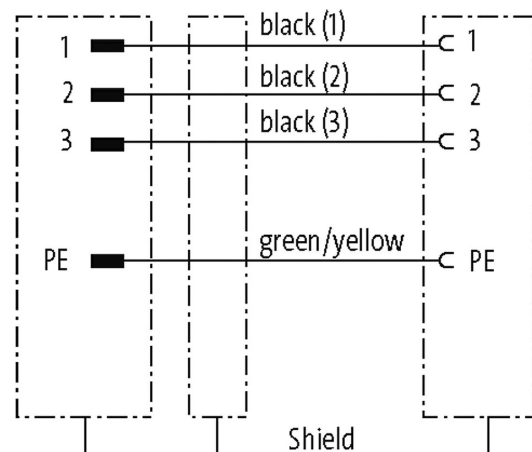 1 black (1) 1
2 black (2) 2
3 black (3) 3
PE green/yellow PE
Shield